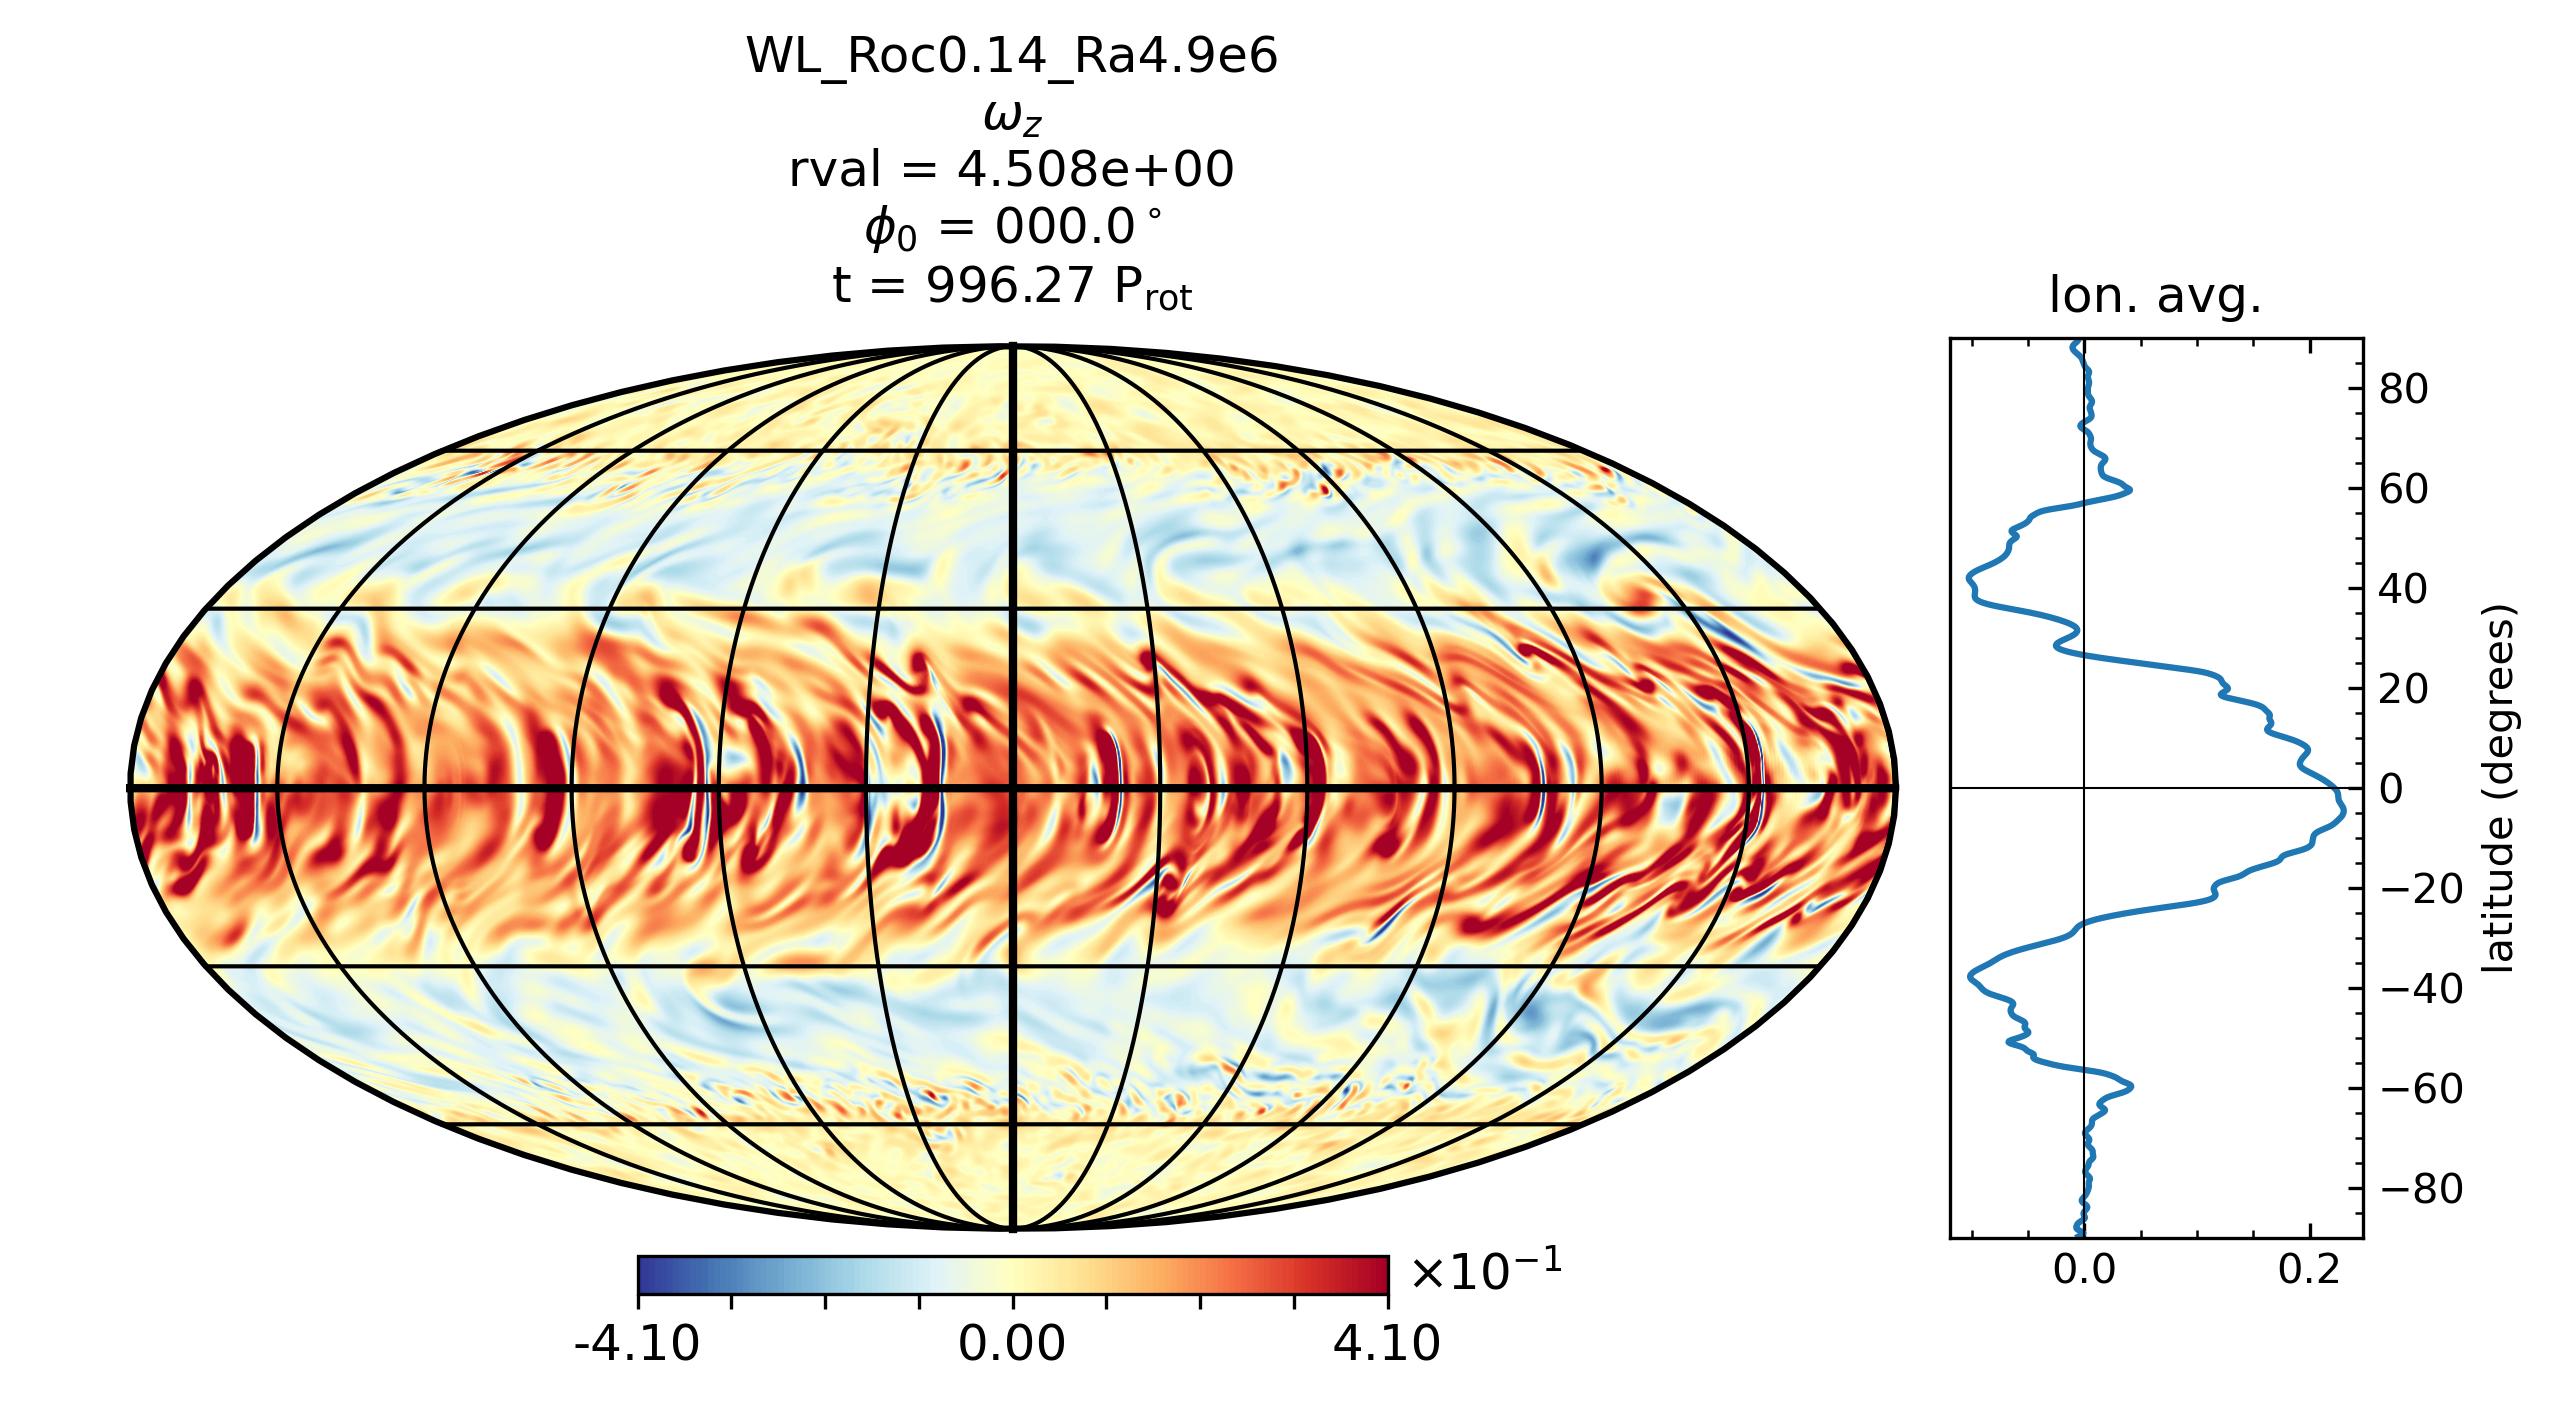 WL_Roc0.14_Ra4.9e6
ω_z
rval = 4.508e+00
ϕ_0 = 000.0°
t = 996.27 P_rot
lon. avg.
80
60
40
20
0
−20
−40
−60
−80
latitude (degrees)
0.0 0.2
×10^−1
-4.10 0.00 4.10